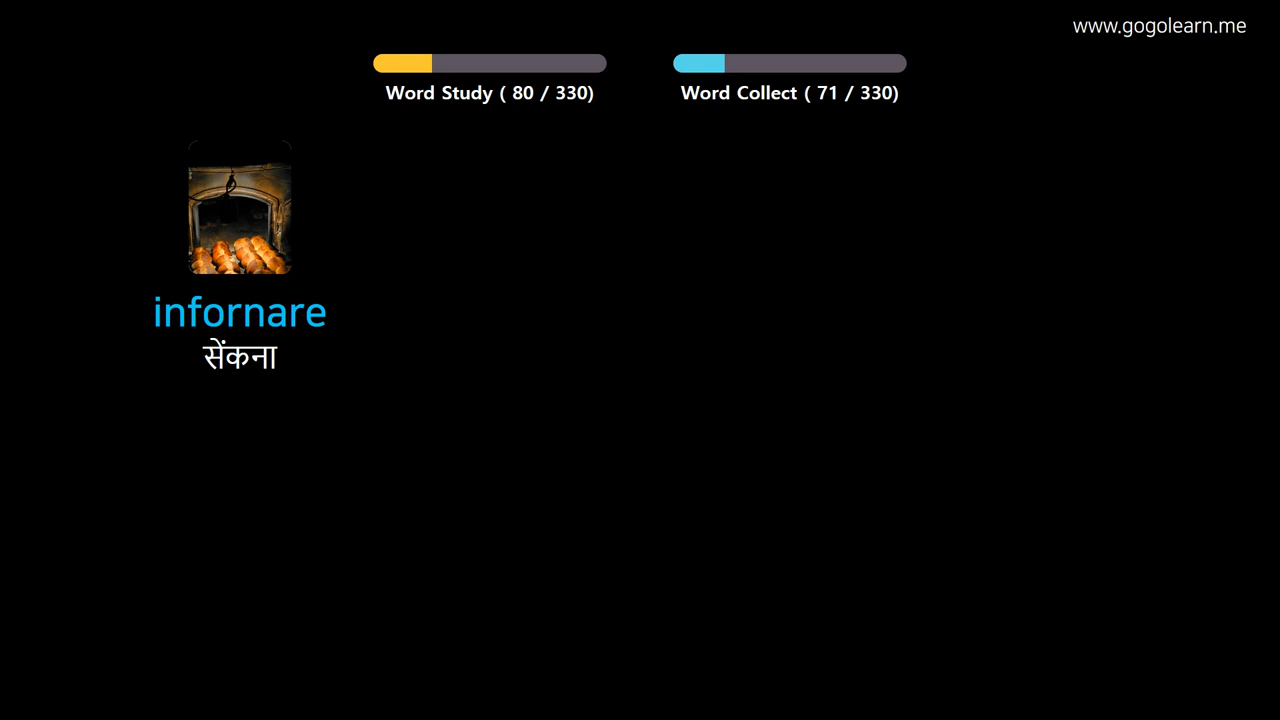 www.gogolearn.me
Word Study ( 80 / 330)
Word Collect ( 71 / 330)
infornare
सेंकना